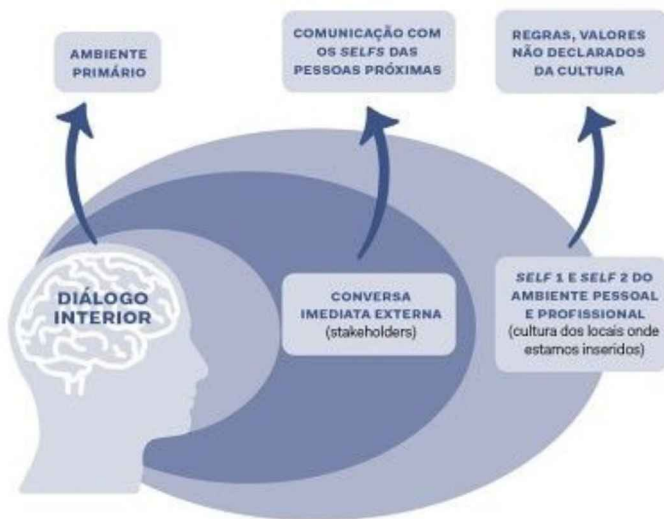 AMBIENTE
PRIMÁRIO
COMUNICAÇÃO COM
OS SELFS DAS
PESSOAS PRÓXIMAS
REGRAS, VALORES
NÃO DECLARADOS
DA CULTURA
DIÁLOGO
INTERIOR
CONVERSA
IMEDIATA EXTERNA
(stakeholders)
SELF 1 E SELF 2 DO
AMBIENTE PESSOAL
E PROFISSIONAL
(cultura dos locais onde
estamos inseridos)